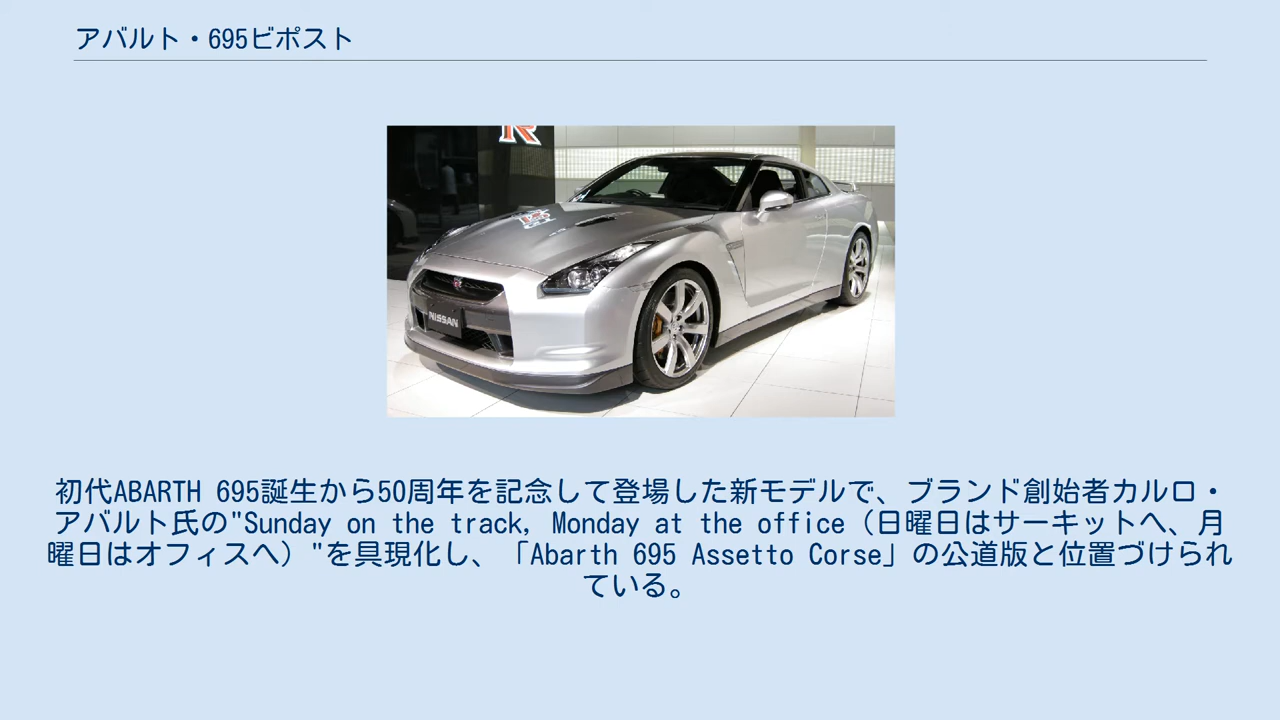 アバルト・695ビポスト
R
NISSAN
初代ABARTH 695誕生から50周年を記念して登場した新モデルで、ブランド創始者カルロ・
アバルト氏の"Sunday on the track, Monday at the office（日曜日はサーキットへ、月
曜日はオフィスへ）"を具現化し、「Abarth 695 Assetto Corse」の公道版と位置づけられ
ている。